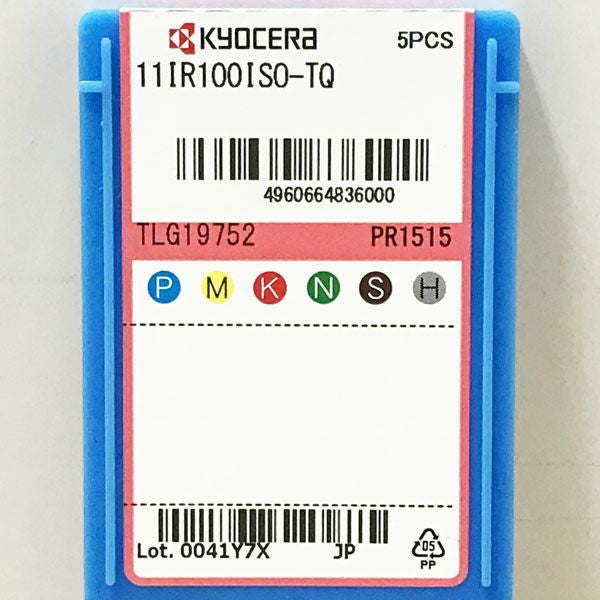 KYOCERA 5PCS
11IR100ISO-TQ
4960664836000
TLG19752 PR1515
P M K N S H
Lot. 0041Y7X JP
05
PP